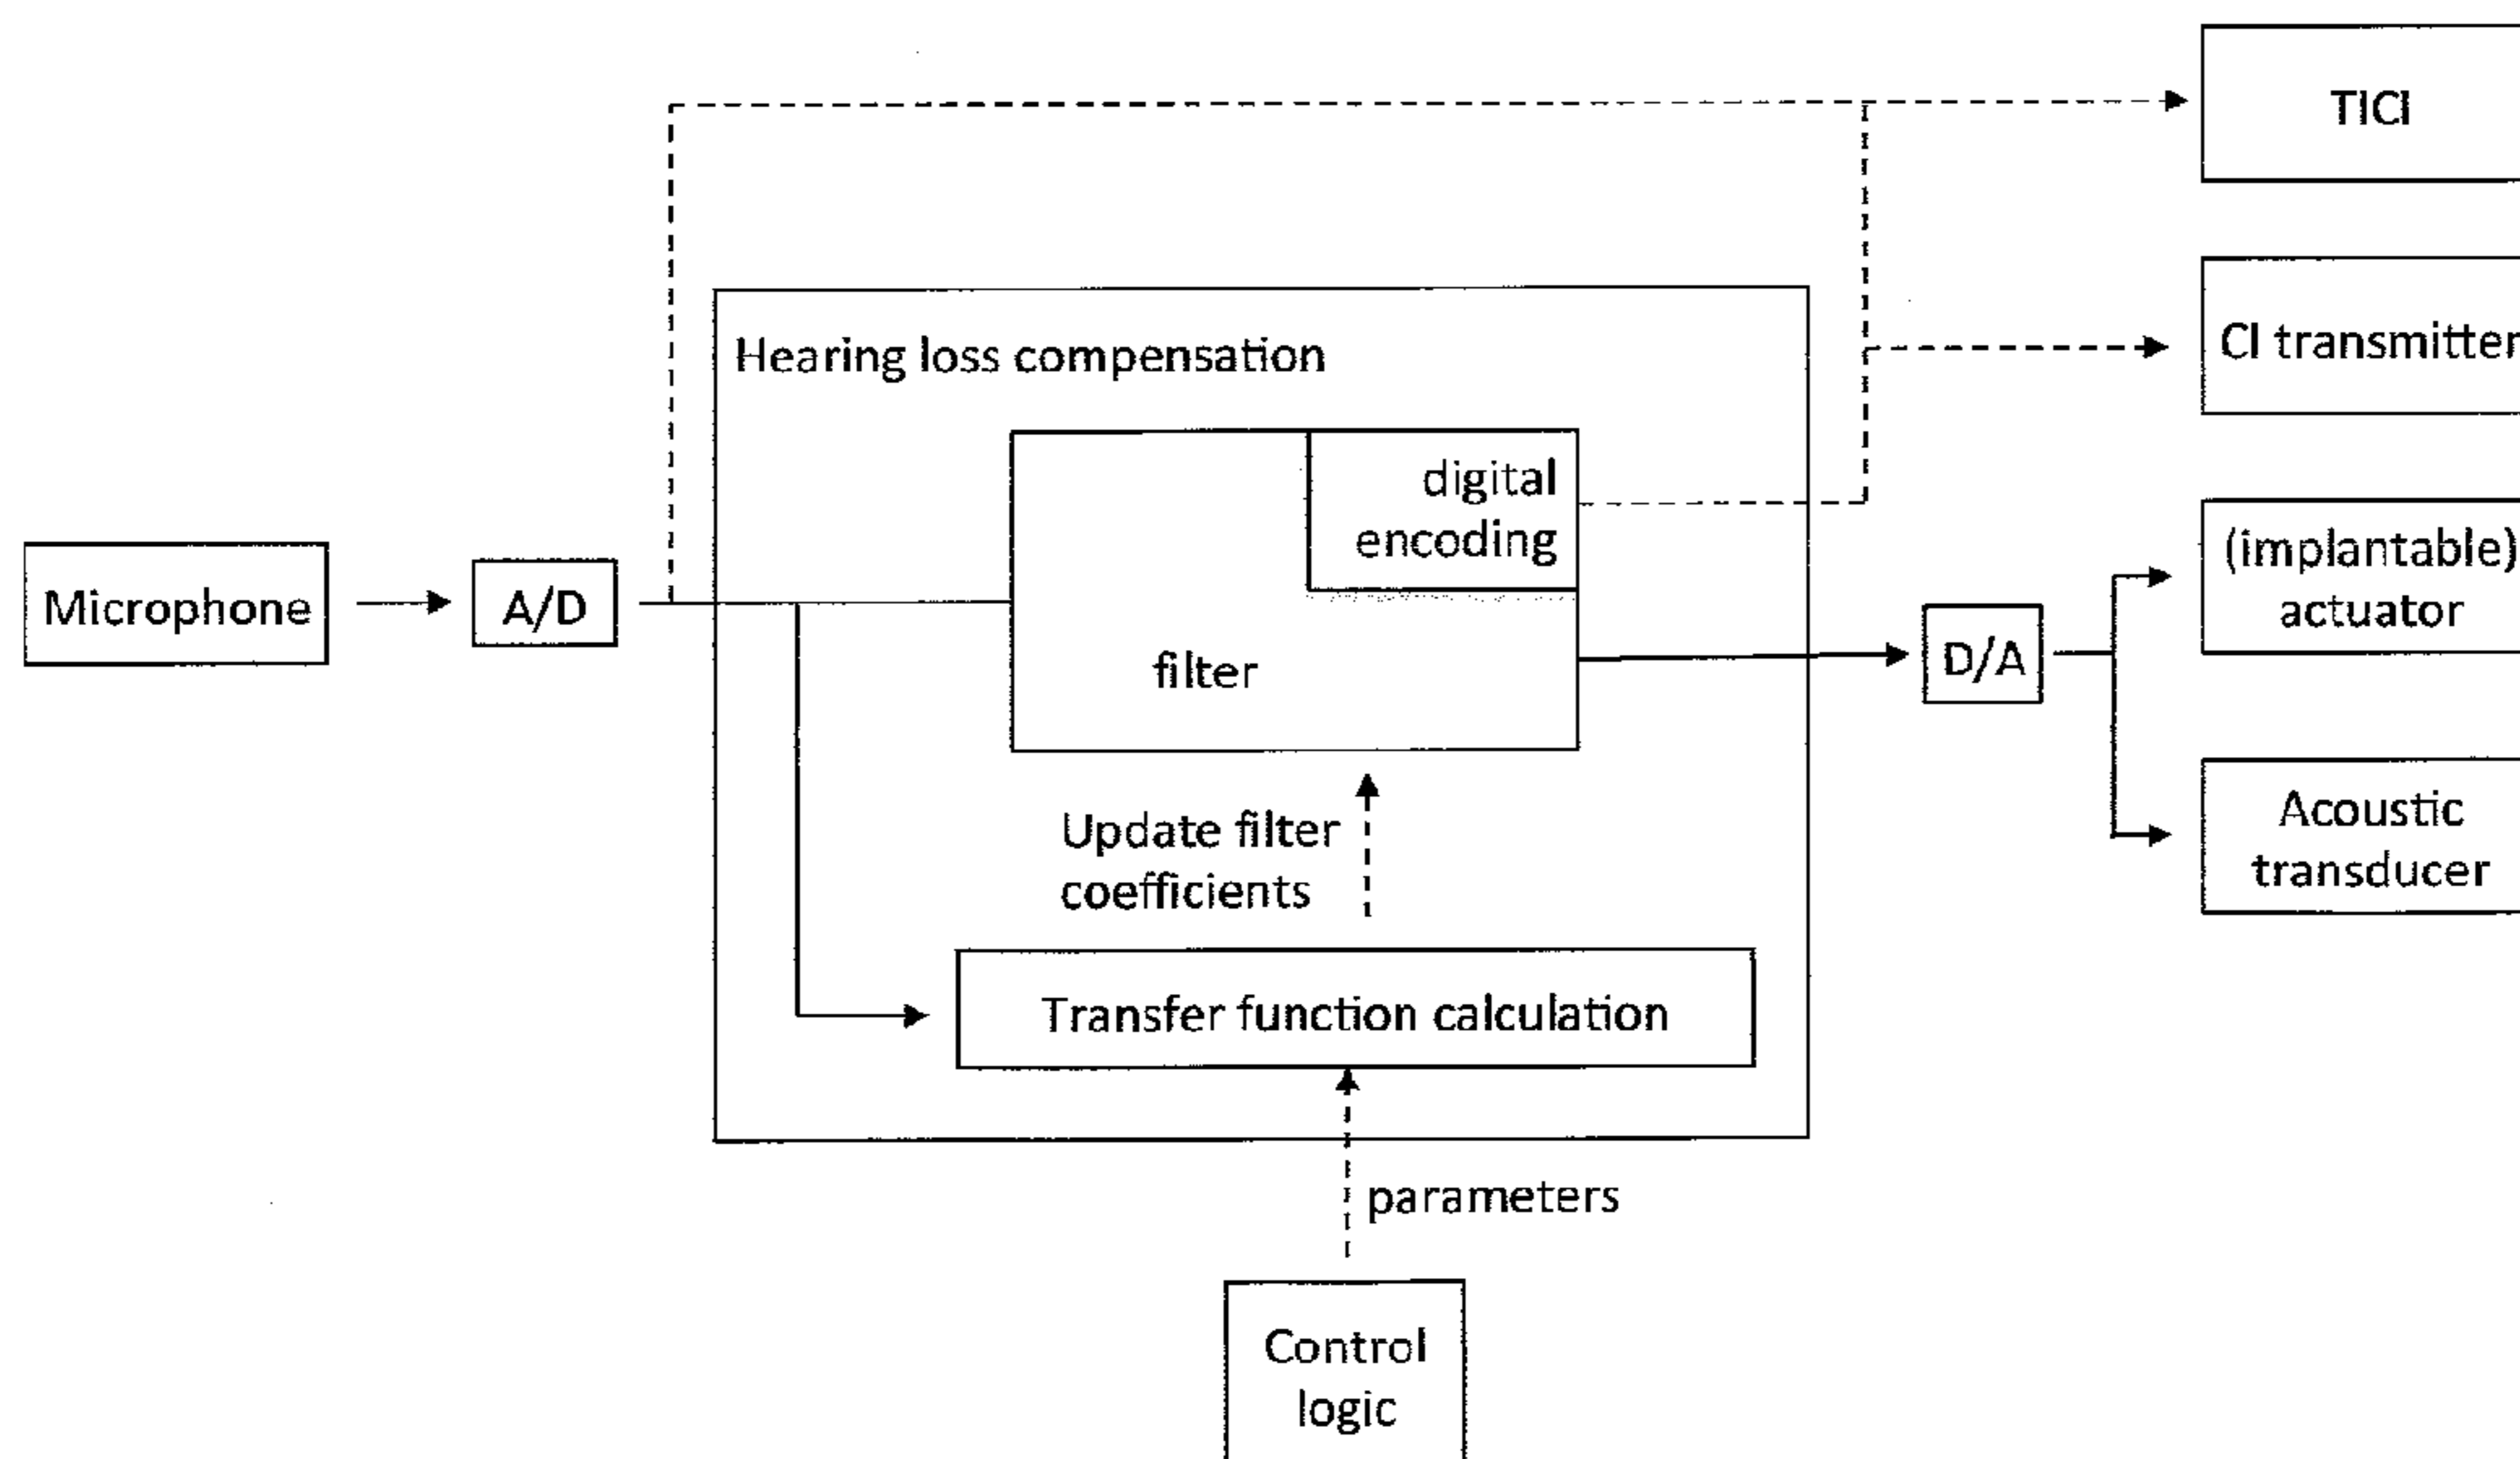 TICI
Hearing loss compensation
CI transmitter
digital
encoding
(implantable)
actuator
Microphone
A/D
filter
D/A
Update filter
coefficients
Acoustic
transducer
Transfer function calculation
parameters
Control
logic